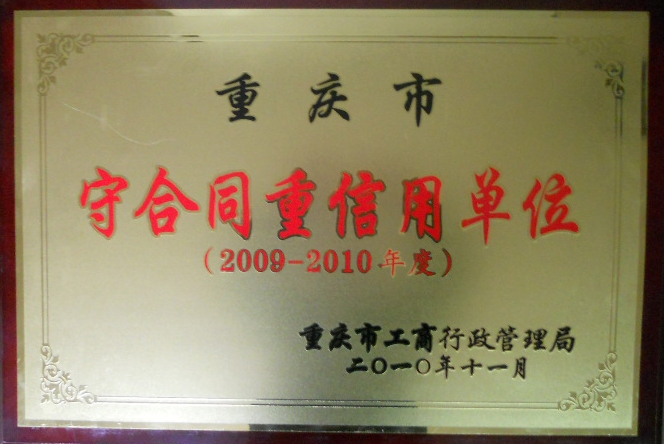 重庆市
守合同重信用单位
(2009-2010年度)
重庆市工商行政管理局
二〇一〇年十一月